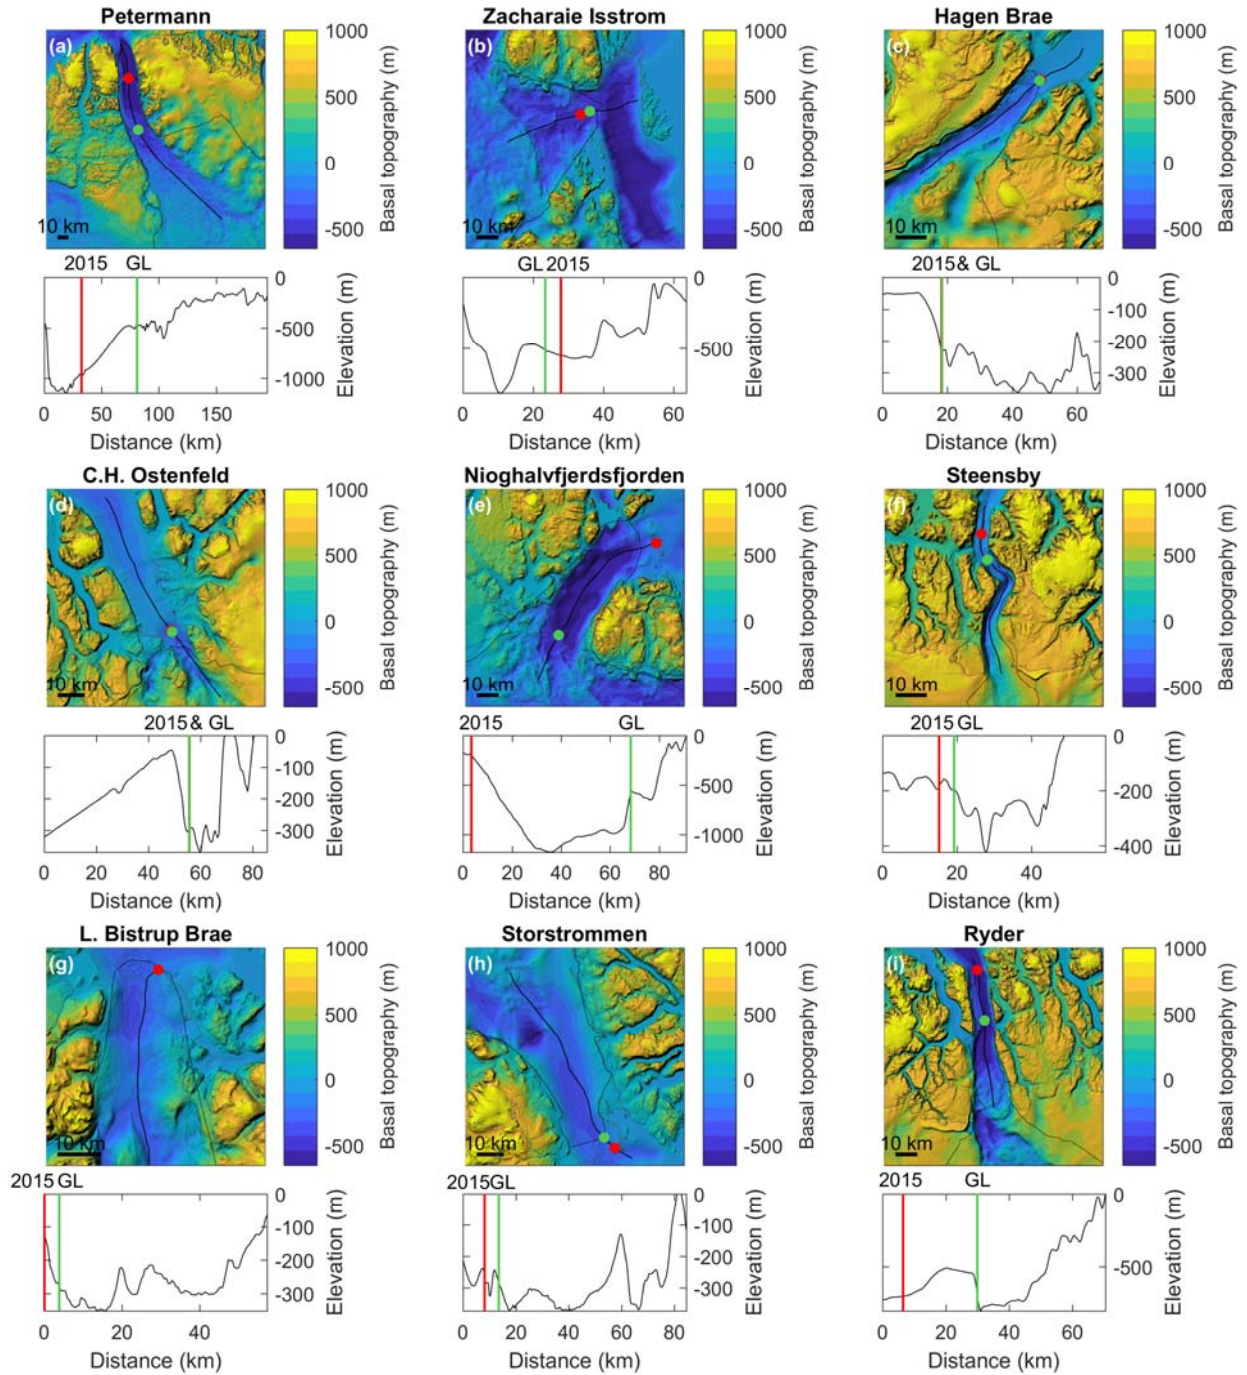 Petermann
Zacharaie Isstrom
Hagen Brae
(a)
10 km
1000
500
0
-500
Basal topography (m)
(b)
10 km
1000
500
0
-500
Basal topography (m)
(c)
10 km
1000
500
0
-500
Basal topography (m)
2015 GL
0
-500
-1000
Elevation (m)
0 50 100 150
Distance (km)
GL 2015
0
-500
Elevation (m)
0 20 40 60
Distance (km)
2015& GL
0
-100
-200
-300
Elevation (m)
0 20 40 60
Distance (km)
C.H. Ostenfeld
Nioghalvfjerdsfjorden
Steensby
(d)
10 km
1000
500
0
-500
Basal topography (m)
(e)
10 km
1000
500
0
-500
Basal topography (m)
(f)
10 km
1000
500
0
-500
Basal topography (m)
2015 & GL
0
-100
-200
-300
Elevation (m)
0 20 40 60 80
Distance (km)
2015 GL
0
-500
-1000
Elevation (m)
0 20 40 60 80
Distance (km)
2015 GL
0
-200
-400
Elevation (m)
0 20 40
Distance (km)
L. Bistrup Brae
Storstrommen
Ryder
(g)
10 km
1000
500
0
-500
Basal topography (m)
(h)
10 km
1000
500
0
-500
Basal topography (m)
(i)
10 km
1000
500
0
-500
Basal topography (m)
2015 GL
0
-100
-200
-300
Elevation (m)
0 20 40
Distance (km)
2015GL
0
-100
-200
-300
Elevation (m)
0 20 40 60 80
Distance (km)
2015 GL
0
-500
Elevation (m)
0 20 40 60
Distance (km)